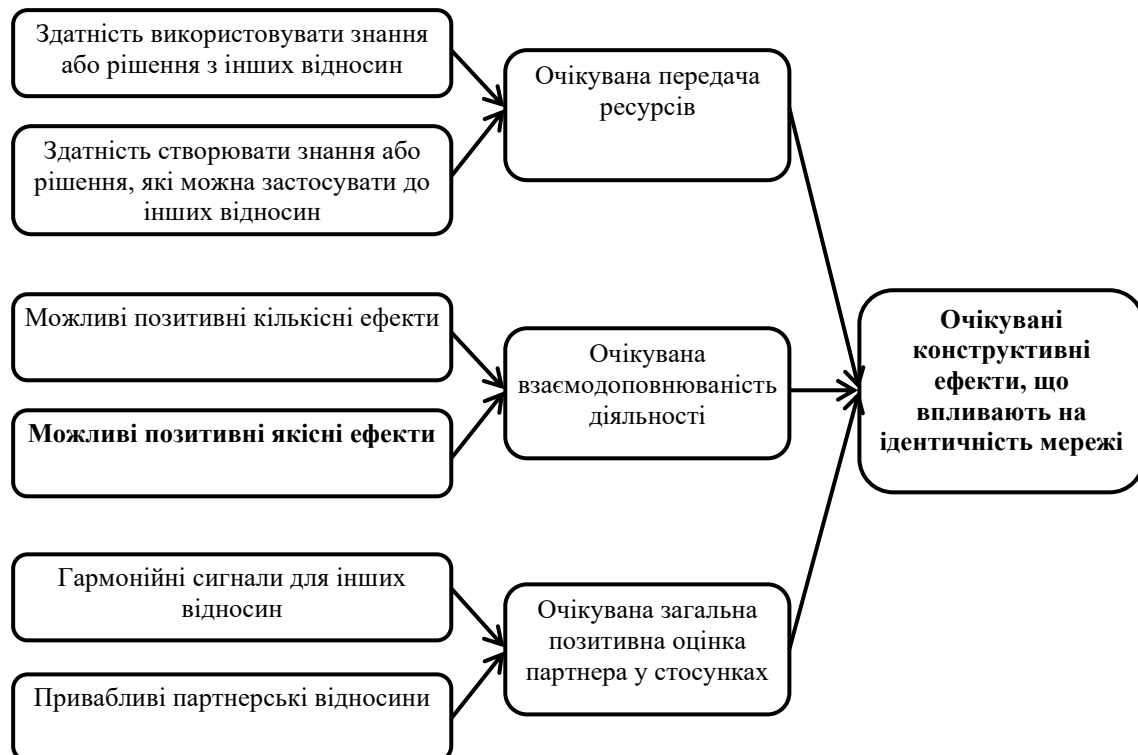 Здатність використовувати знання
або рішення з інших відносин
Здатність створювати знання або
рішення, які можна застосувати до
інших відносин
Очікувана передача
ресурсів
Можливі позитивні кількісні ефекти
Можливі позитивні якісні ефекти
Очікувана
взаємодоповнюваність
діяльності
Гармонійні сигнали для інших
відносин
Привабливі партнерські відносини
Очікувана загальна
позитивна оцінка
партнера у стосунках
Очікувані
конструктивні
ефекти, що
впливають на
ідентичність мережі